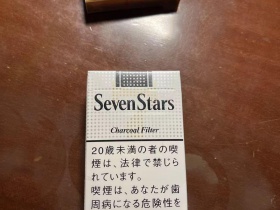 SevenStars
Charcoal Filter
20歳未満の者の喫
煙は、法律で禁じら
れています。
喫煙は、あなたが歯
周病になる危険性を